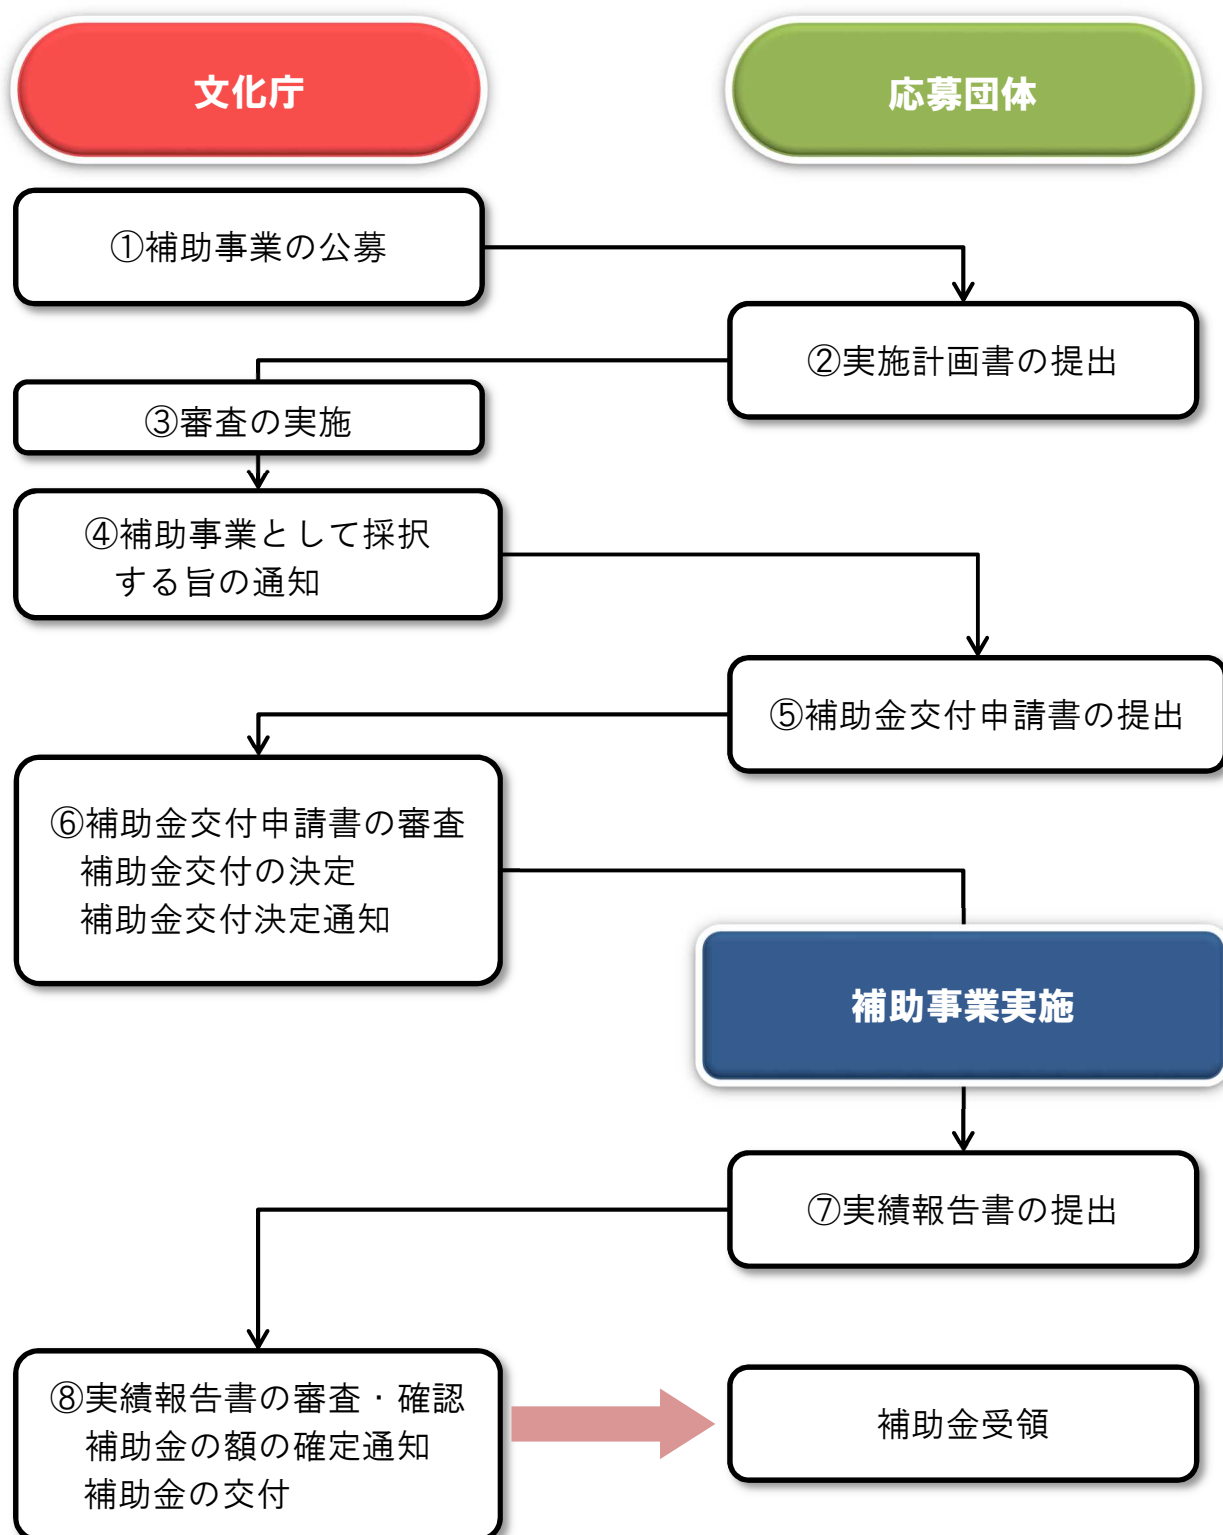 文化庁
応募団体
①補助事業の公募
②実施計画書の提出
③審査の実施
④補助事業として採択
する旨の通知
⑤補助金交付申請書の提出
⑥補助金交付申請書の審査
補助金交付の決定
補助金交付決定通知
補助事業実施
⑦実績報告書の提出
⑧実績報告書の審査・確認
補助金の額の確定通知
補助金の交付
補助金受領